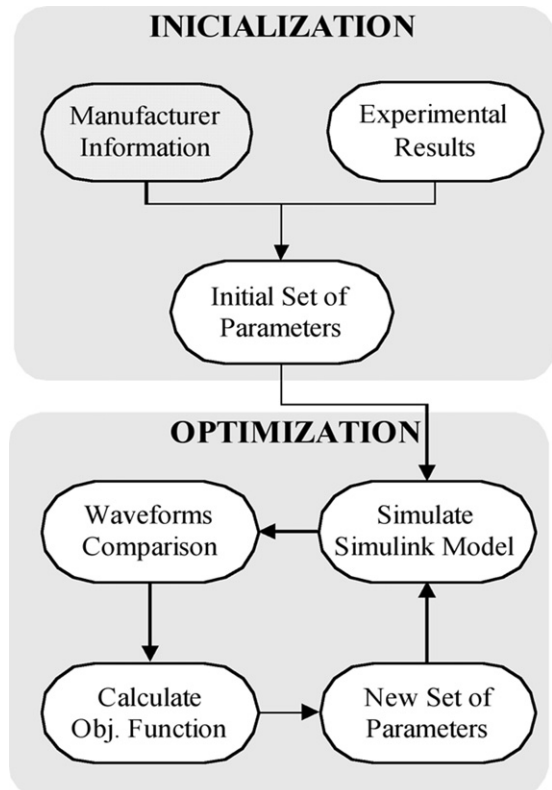 INICIALIZATION
Manufacturer
Information
Experimental
Results
Initial Set of
Parameters
OPTIMIZATION
Waveforms
Comparison
Simulate
Simulink Model
Calculate
Obj. Function
New Set of
Parameters